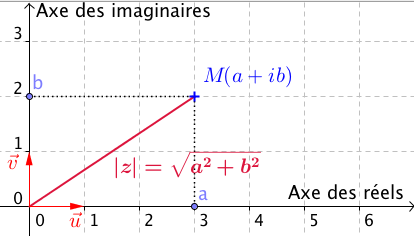 Axe des imaginaires
3
M(a + ib)
b
2
1
v⃗
|z| = √a² + b²
a
Axe des réels
0
0 1 2 3 4 5 6
u⃗